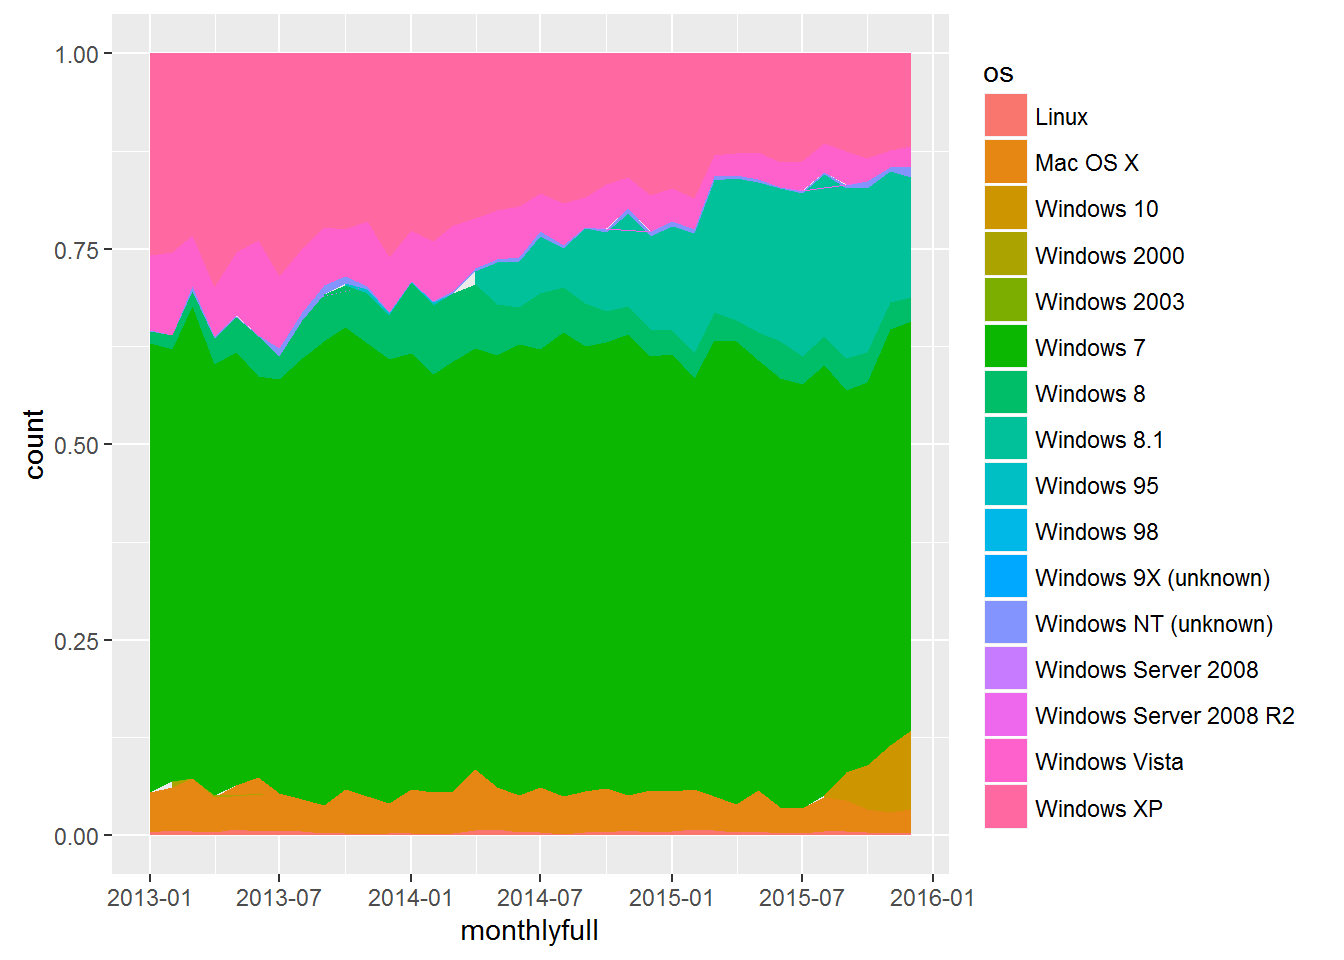 1.00
0.75
0.50
0.25
0.00
count
2013-01
2013-07
2014-01
2014-07
2015-01
2015-07
2016-01
monthlyfull
os
Linux
Mac OS X
Windows 10
Windows 2000
Windows 2003
Windows 7
Windows 8
Windows 8.1
Windows 95
Windows 98
Windows 9X (unknown)
Windows NT (unknown)
Windows Server 2008
Windows Server 2008 R2
Windows Vista
Windows XP